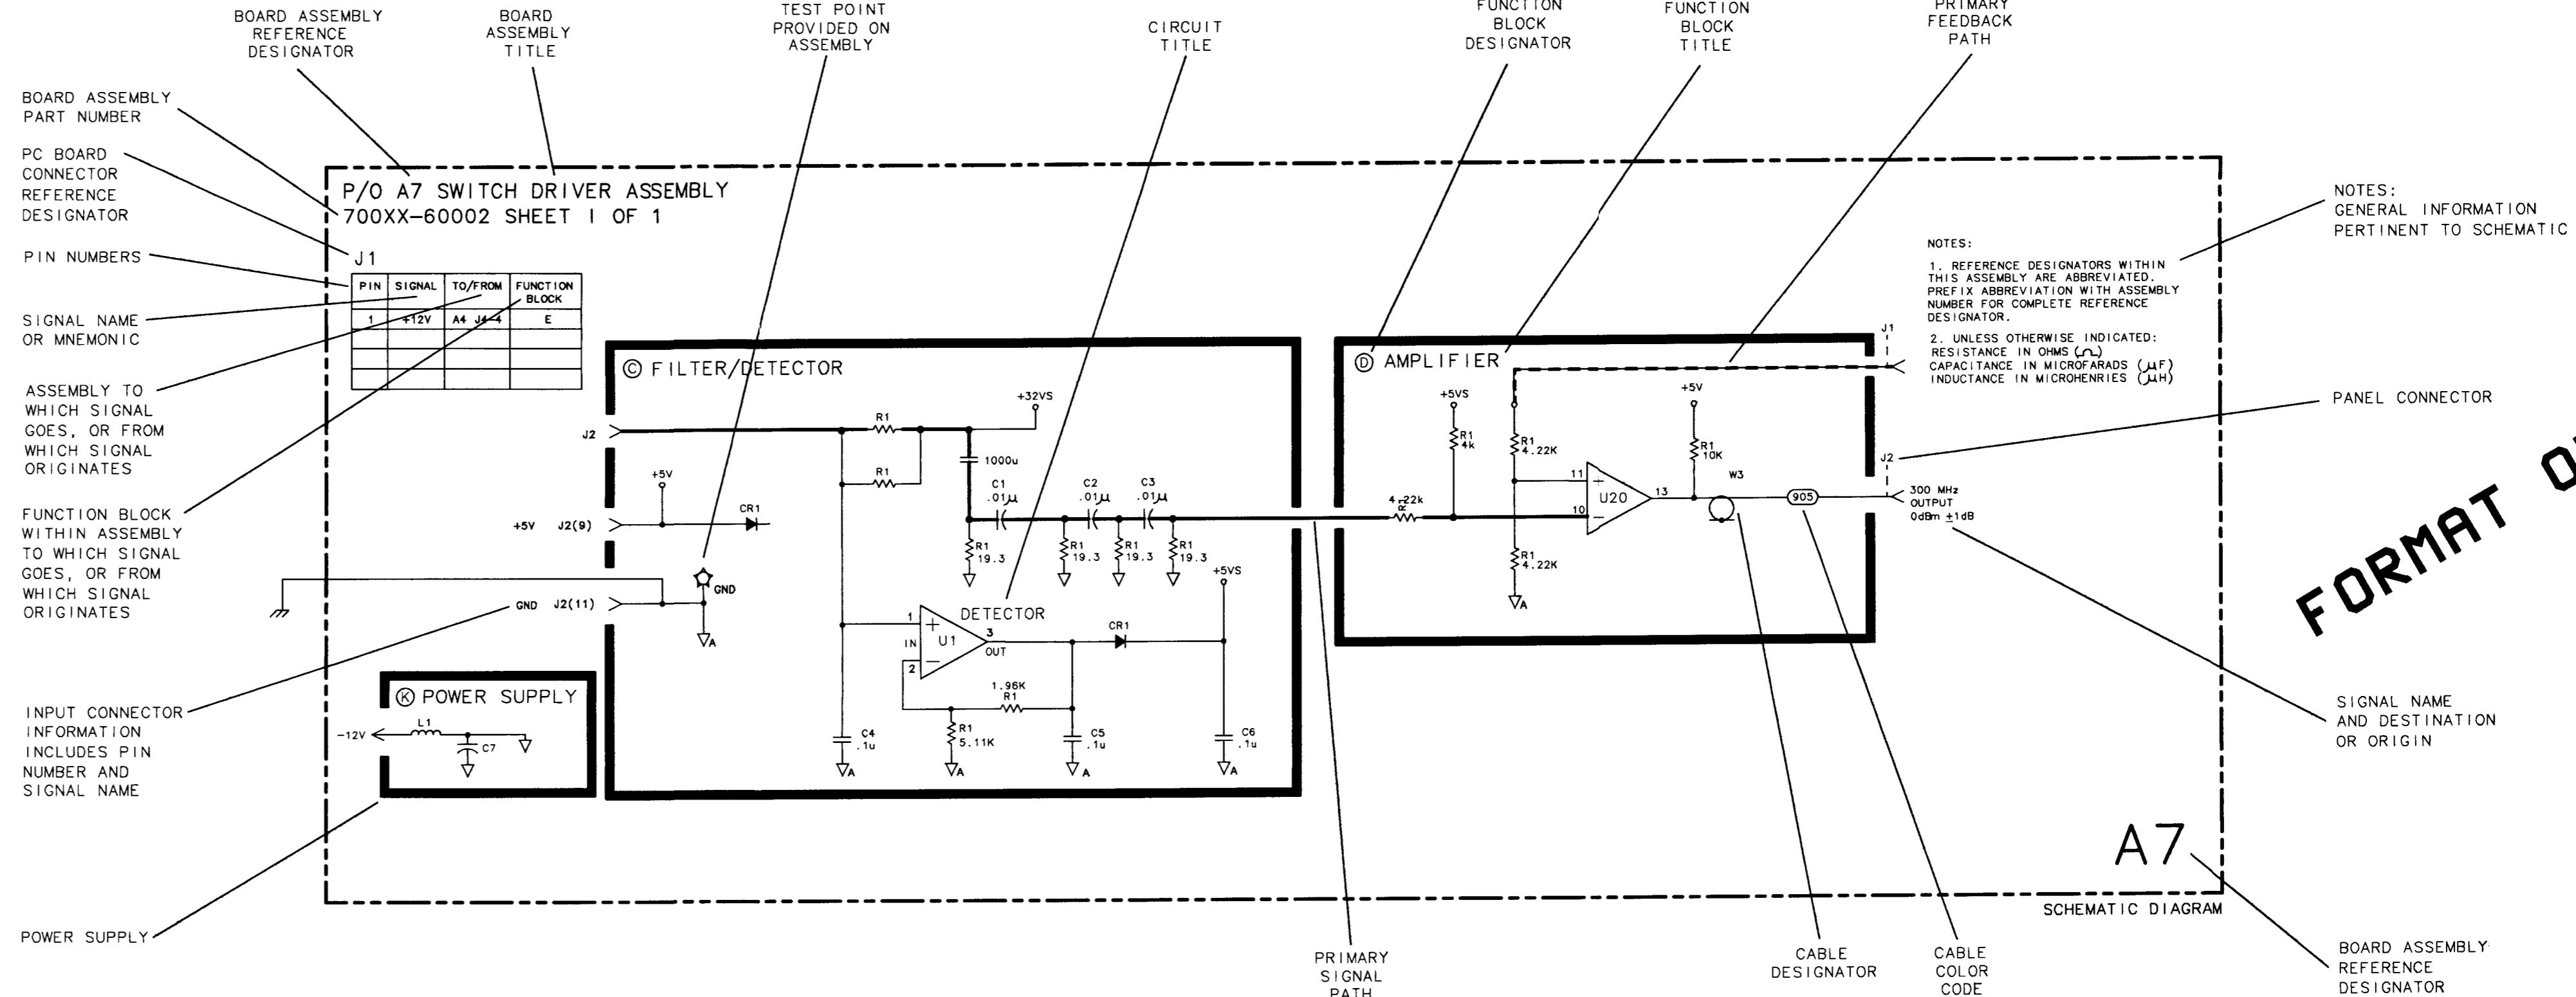 BOARD ASSEMBLY
REFERENCE
DESIGNATOR
BOARD
ASSEMBLY
TITLE
TEST POINT
PROVIDED ON
ASSEMBLY
CIRCUIT
TITLE
FUNCTION
BLOCK
DESIGNATOR
FUNCTION
BLOCK
TITLE
PRIMARY
FEEDBACK
PATH
BOARD ASSEMBLY
PART NUMBER
PC BOARD
CONNECTOR
REFERENCE
DESIGNATOR
PIN NUMBERS
SIGNAL NAME
OR MNEMONIC
ASSEMBLY TO
WHICH SIGNAL
GOES, OR FROM
WHICH SIGNAL
ORIGINATES
FUNCTION BLOCK
WITHIN ASSEMBLY
TO WHICH SIGNAL
GOES, OR FROM
WHICH SIGNAL
ORIGINATES
INPUT CONNECTOR
INFORMATION
INCLUDES PIN
NUMBER AND
SIGNAL NAME
POWER SUPPLY
P/O A7 SWITCH DRIVER ASSEMBLY
700XX-60002 SHEET 1 OF 1
J1
PIN SIGNAL TO/FROM FUNCTION
BLOCK
1 +12V A4 J4-4 E
Ⓒ FILTER/DETECTOR
J2
R1
R1
+32VS
1000u
+5V
+5V J2(9)
CR1
C1
.01µ
C2
.01µ
C3
.01µ
R1
19.3
R1
19.3
R1
19.3
R1
19.3
GND
GND J2(11)
A
DETECTOR
1
IN
2
U1
3
OUT
CR1
+5VS
1.96K
R1
R1
5.11K
C4
.1u
C5
.1u
C6
.1u
A
A
A
A
Ⓚ POWER SUPPLY
-12V
L1
C7
Ⓓ AMPLIFIER
+5VS
R1
4k
R1
4.22K
+5V
R1
10K
4.22k
R1
11
10
U20
13
W3
905
R1
4.22K
A
J1
J2
300 MHz
OUTPUT
0dBm ±1dB
NOTES:
1. REFERENCE DESIGNATORS WITHIN
THIS ASSEMBLY ARE ABBREVIATED.
PREFIX ABBREVIATION WITH ASSEMBLY
NUMBER FOR COMPLETE REFERENCE
DESIGNATOR.
2. UNLESS OTHERWISE INDICATED:
RESISTANCE IN OHMS (Ω)
CAPACITANCE IN MICROFARADS (µF)
INDUCTANCE IN MICROHENRIES (µH)
A7
SCHEMATIC DIAGRAM
NOTES:
GENERAL INFORMATION
PERTINENT TO SCHEMATIC
PANEL CONNECTOR
FORMAT
SIGNAL NAME
AND DESTINATION
OR ORIGIN
PRIMARY
SIGNAL
PATH
CABLE
DESIGNATOR
CABLE
COLOR
CODE
BOARD ASSEMBLY
REFERENCE
DESIGNATOR